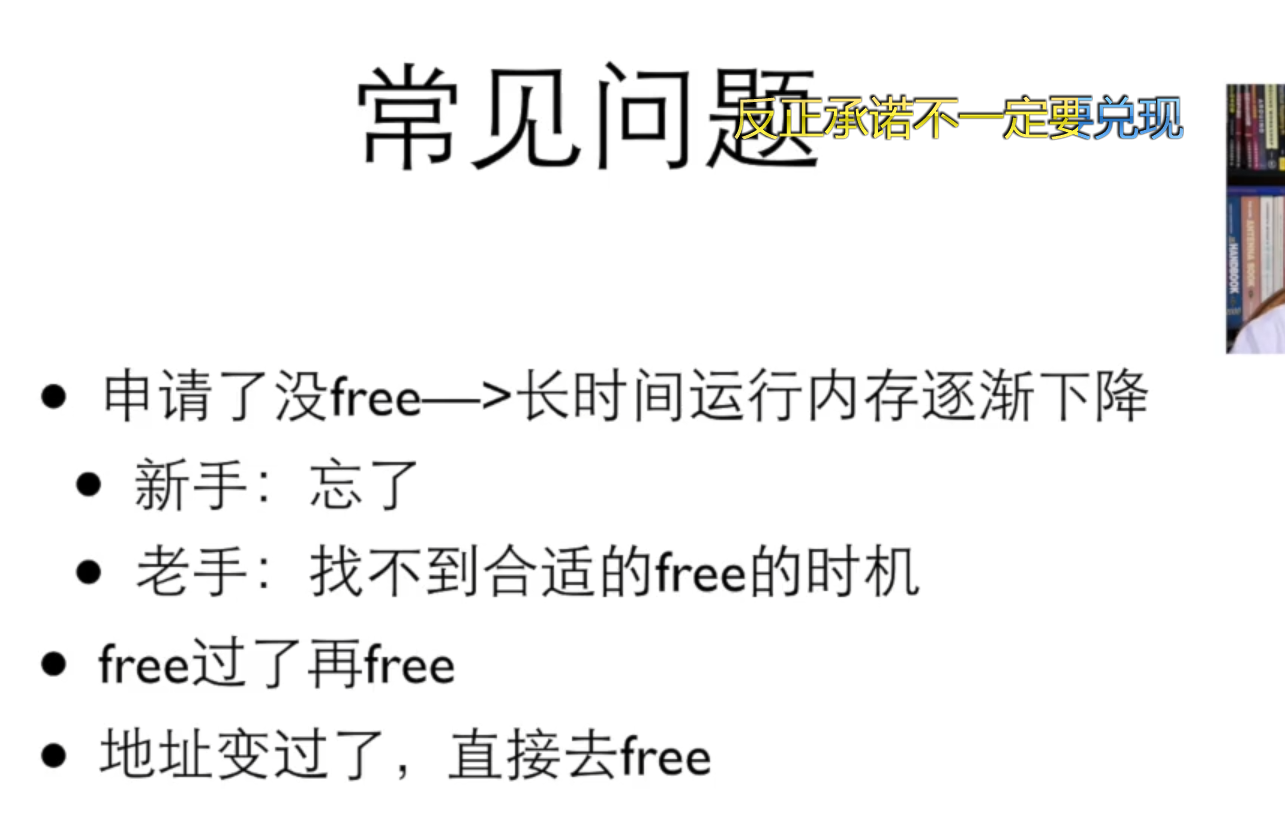 常见问题
反正承诺不一定要兑现
HANDBOOK
ANTENNA BOOK
● 申请了没free—>长时间运行内存逐渐下降
● 新手：忘了
● 老手：找不到合适的free的时机
● free过了再free
● 地址变过了，直接去free